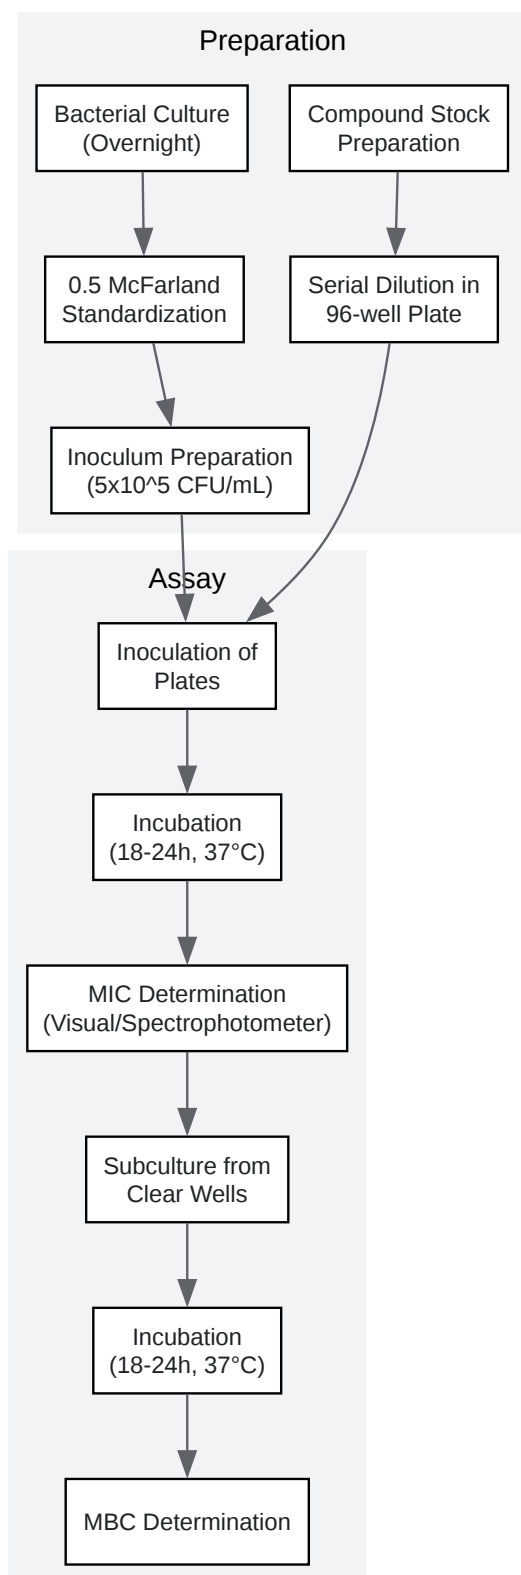 Preparation
Bacterial Culture
(Overnight)
Compound Stock
Preparation
0.5 McFarland
Standardization
Serial Dilution in
96-well Plate
Inoculum Preparation
(5x10^5 CFU/mL)
Assay
Inoculation of
Plates
Incubation
(18-24h, 37°C)
MIC Determination
(Visual/Spectrophotometer)
Subculture from
Clear Wells
Incubation
(18-24h, 37°C)
MBC Determination